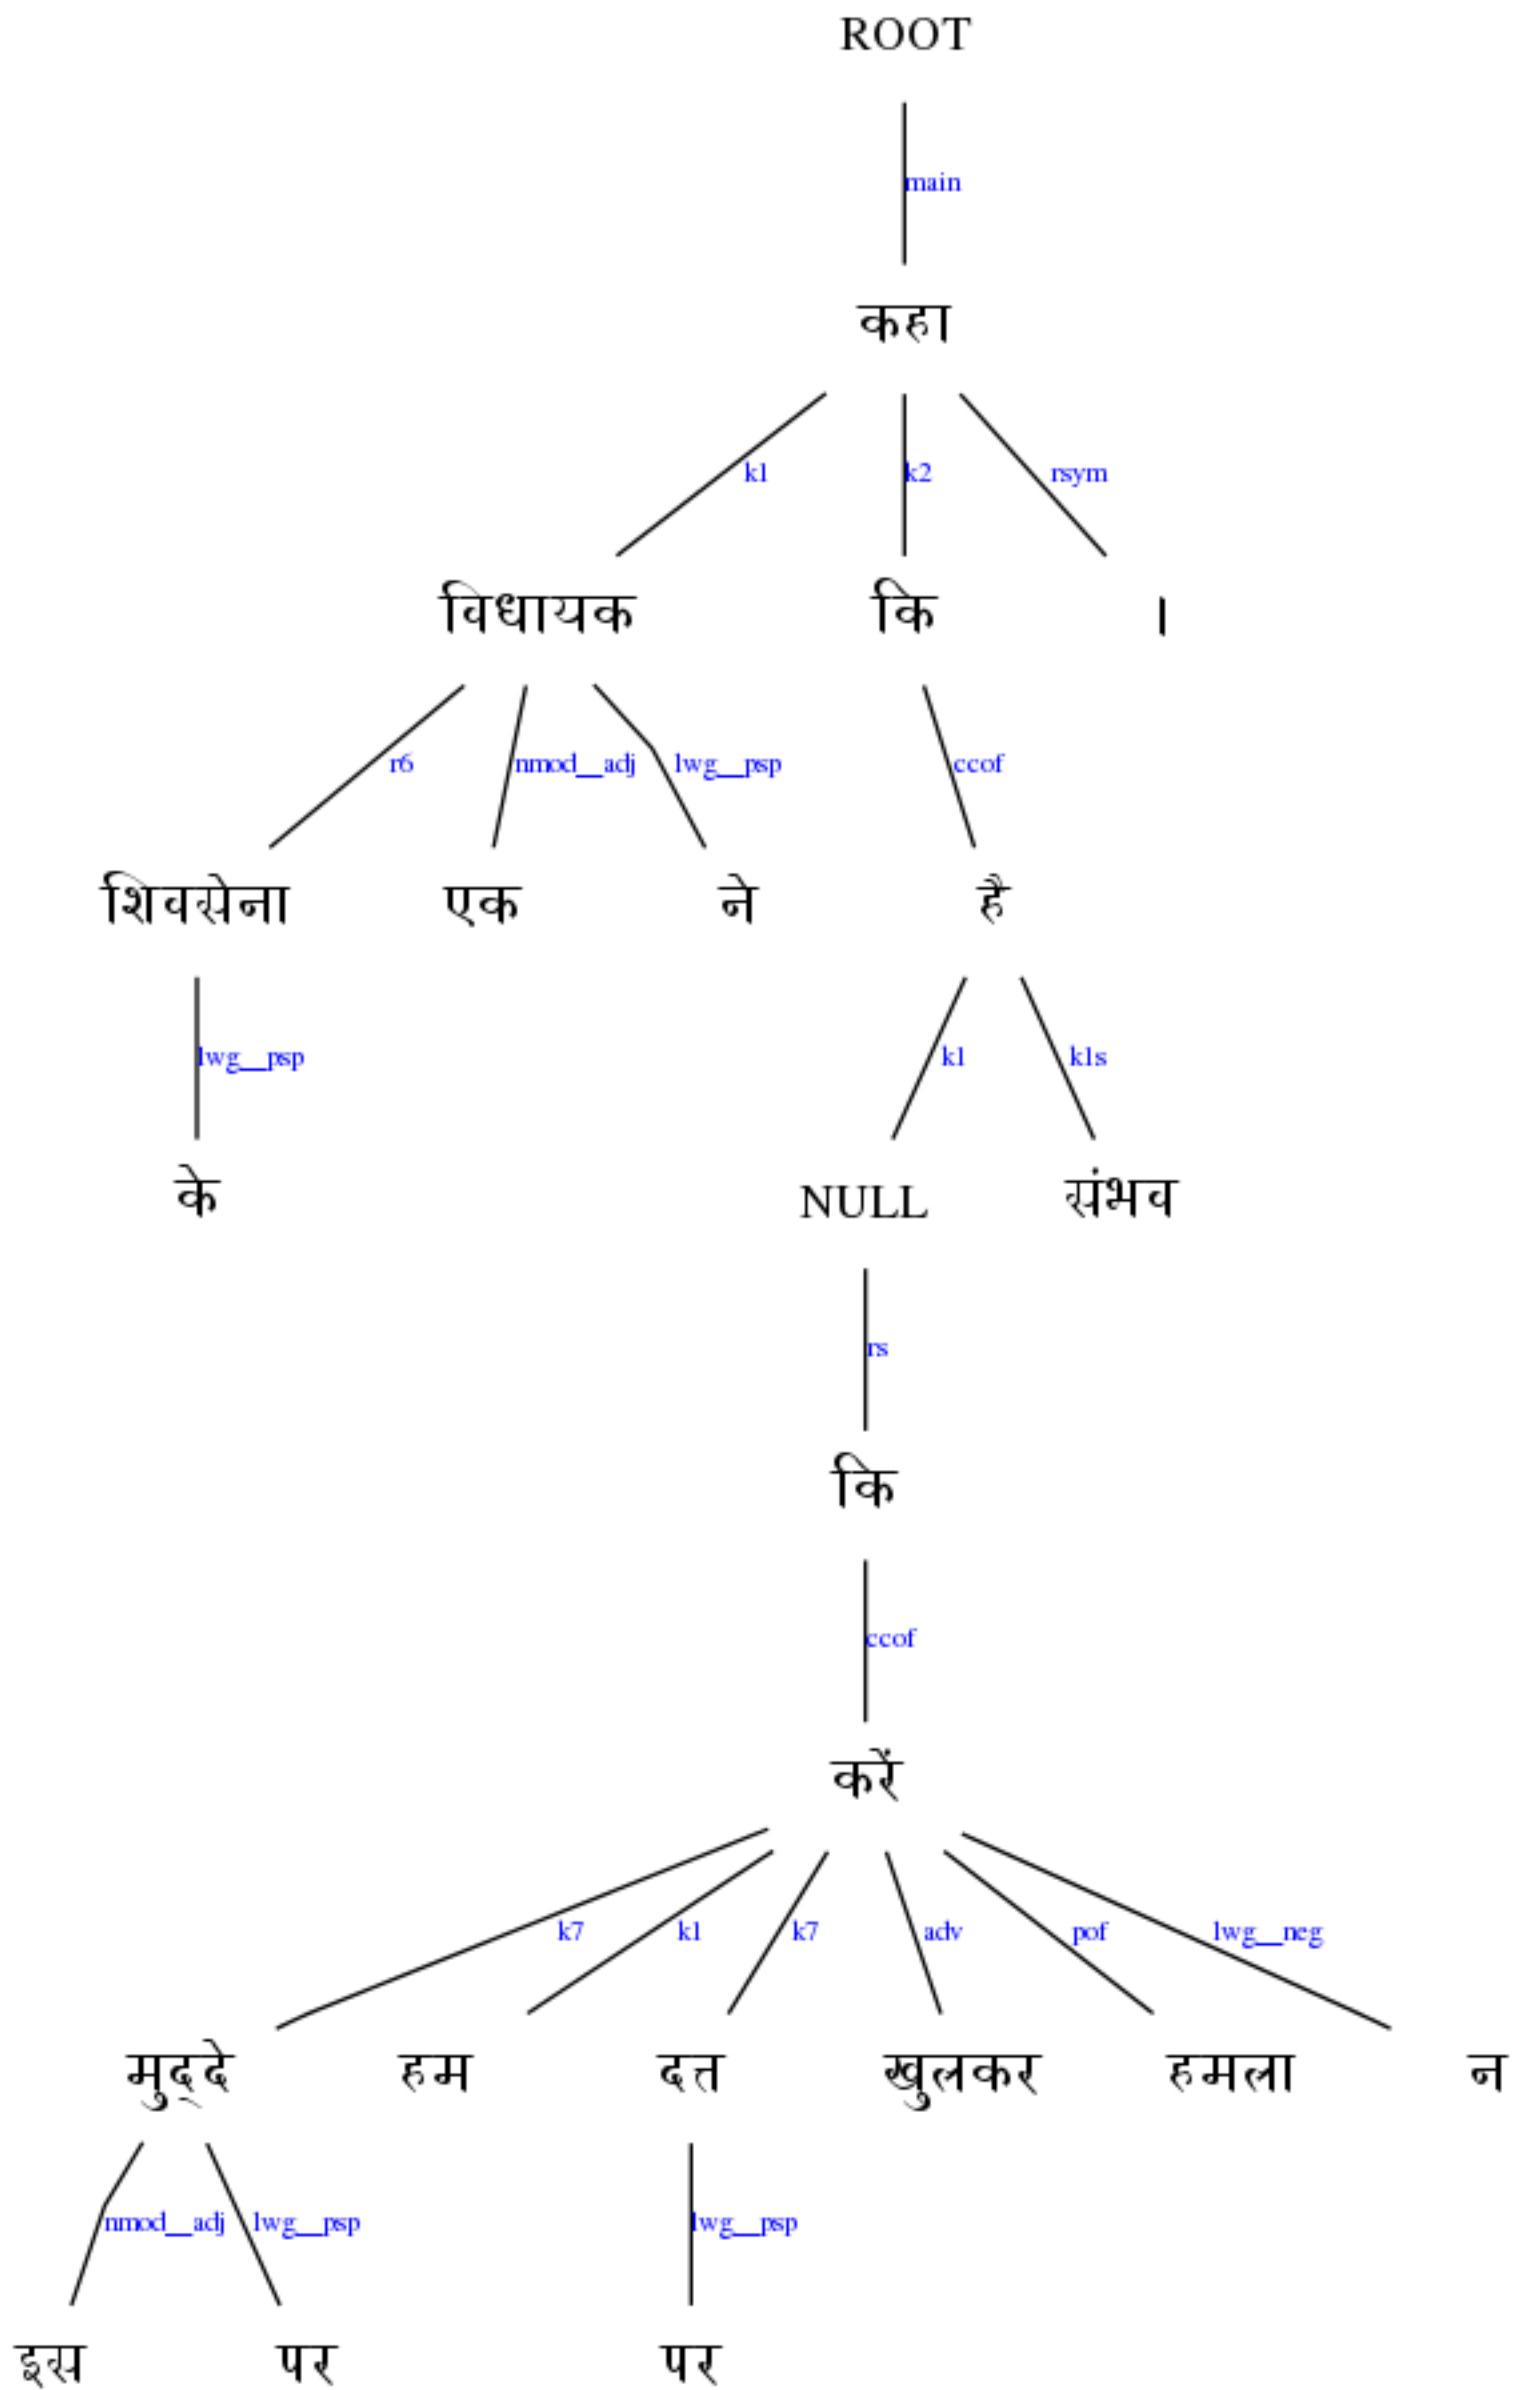 ROOT
main
कहा
k1 k2 rsym
विधायक कि ।
r6 nmod__adj lwg__psp ccof
शिवसेना एक ने है
lwg__psp k1 k1s
के NULL संभव
rs
कि
ccof
करें
k7 k1 k7 adv pof lwg__neg
मुद्दे हम दत्त खुलकर हमला न
nmod__adj lwg__psp lwg__psp
इस पर पर